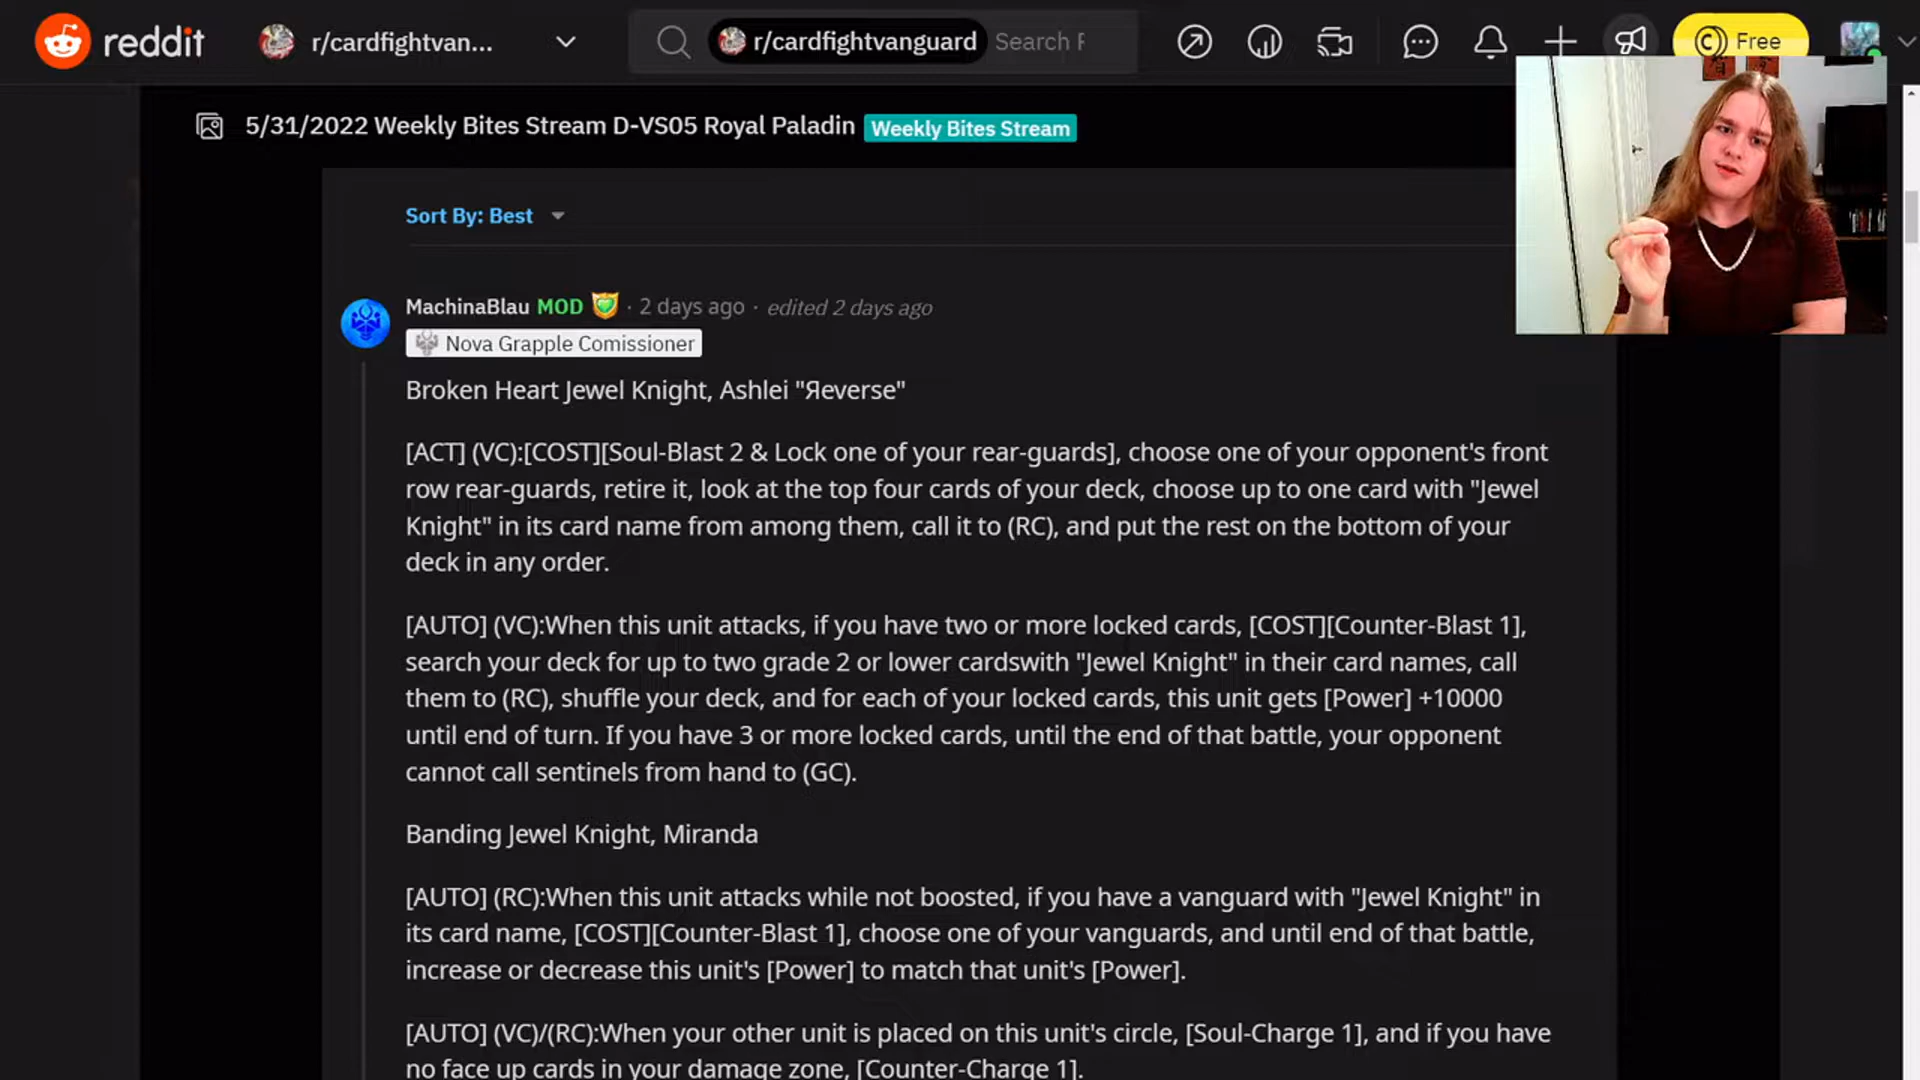 reddit r/cardfightvan... r/cardfightvanguard Search F Free
5/31/2022 Weekly Bites Stream D-VS05 Royal Paladin Weekly Bites Stream
Sort By: Best
MachinaBlau MOD · 2 days ago · edited 2 days ago
Nova Grapple Comissioner
Broken Heart Jewel Knight, Ashlei "Яeverse"
[ACT] (VC):[COST][Soul-Blast 2 & Lock one of your rear-guards], choose one of your opponent's front
row rear-guards, retire it, look at the top four cards of your deck, choose up to one card with "Jewel
Knight" in its card name from among them, call it to (RC), and put the rest on the bottom of your
deck in any order.
[AUTO] (VC):When this unit attacks, if you have two or more locked cards, [COST][Counter-Blast 1],
search your deck for up to two grade 2 or lower cardswith "Jewel Knight" in their card names, call
them to (RC), shuffle your deck, and for each of your locked cards, this unit gets [Power] +10000
until end of turn. If you have 3 or more locked cards, until the end of that battle, your opponent
cannot call sentinels from hand to (GC).
Banding Jewel Knight, Miranda
[AUTO] (RC):When this unit attacks while not boosted, if you have a vanguard with "Jewel Knight" in
its card name, [COST][Counter-Blast 1], choose one of your vanguards, and until end of that battle,
increase or decrease this unit's [Power] to match that unit's [Power].
[AUTO] (VC)/(RC):When your other unit is placed on this unit's circle, [Soul-Charge 1], and if you have
no face up cards in your damage zone, [Counter-Charge 1].